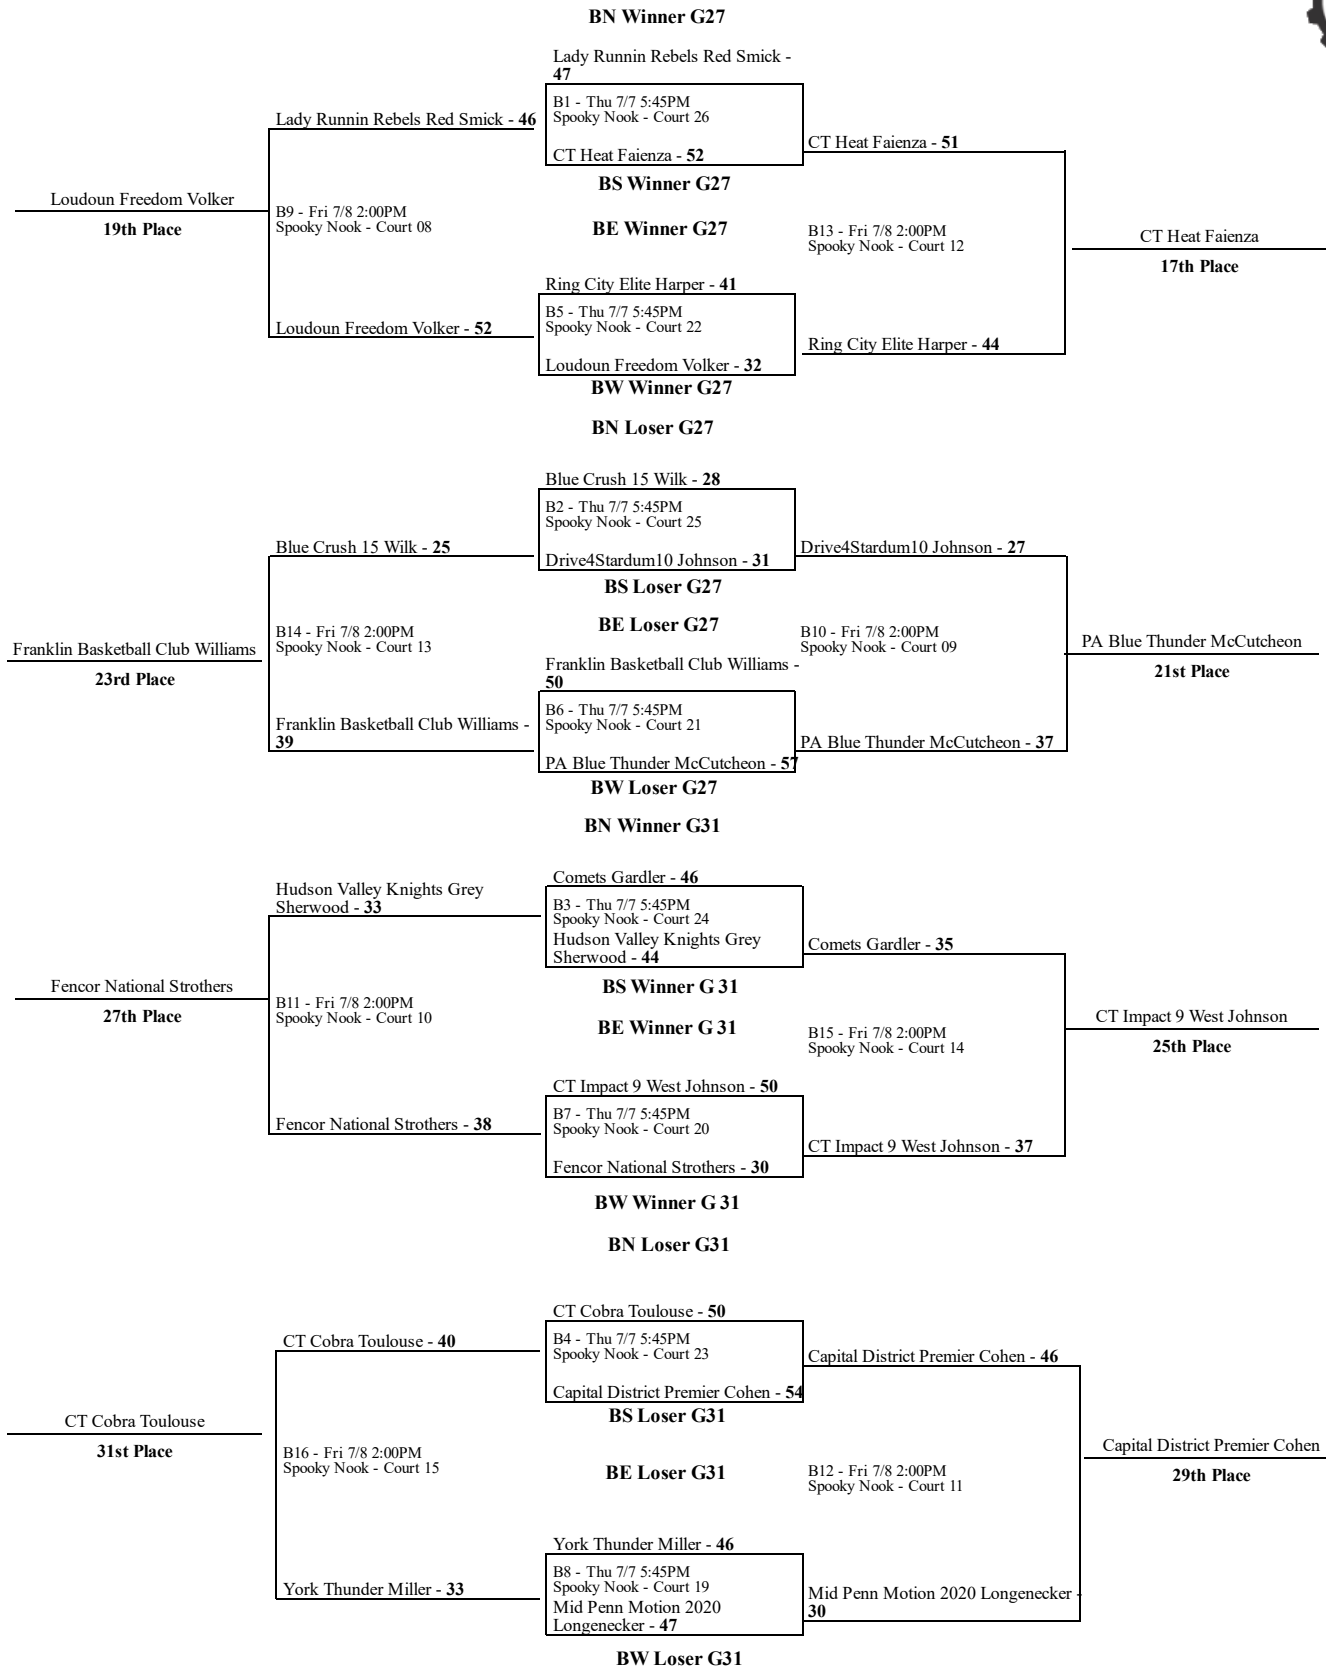 BN Winner G27
Lady Runnin Rebels Red Smick -
47
B1 - Thu 7/7 5:45PM
Spooky Nook - Court 26
Lady Runnin Rebels Red Smick - 46
CT Heat Faienza - 51
CT Heat Faienza - 52
BS Winner G27
Loudoun Freedom Volker
19th Place
B9 - Fri 7/8 2:00PM
Spooky Nook - Court 08
BE Winner G27
B13 - Fri 7/8 2:00PM
Spooky Nook - Court 12
CT Heat Faienza
17th Place
Ring City Elite Harper - 41
B5 - Thu 7/7 5:45PM
Spooky Nook - Court 22
Loudoun Freedom Volker - 52
Ring City Elite Harper - 44
Loudoun Freedom Volker - 32
BW Winner G27
BN Loser G27
Blue Crush 15 Wilk - 28
B2 - Thu 7/7 5:45PM
Spooky Nook - Court 25
Blue Crush 15 Wilk - 25
Drive4Stardum10 Johnson - 27
Drive4Stardum10 Johnson - 31
BS Loser G27
BE Loser G27
B14 - Fri 7/8 2:00PM
Spooky Nook - Court 13
B10 - Fri 7/8 2:00PM
Spooky Nook - Court 09
Franklin Basketball Club Williams
23rd Place
PA Blue Thunder McCutcheon
21st Place
Franklin Basketball Club Williams -
50
B6 - Thu 7/7 5:45PM
Spooky Nook - Court 21
Franklin Basketball Club Williams -
39
PA Blue Thunder McCutcheon - 37
PA Blue Thunder McCutcheon - 57
BW Loser G27
BN Winner G31
Comets Gardler - 46
Hudson Valley Knights Grey
Sherwood - 33
B3 - Thu 7/7 5:45PM
Spooky Nook - Court 24
Hudson Valley Knights Grey
Sherwood - 44
Comets Gardler - 35
BS Winner G 31
Fencor National Strothers
27th Place
B11 - Fri 7/8 2:00PM
Spooky Nook - Court 10
BE Winner G 31
B15 - Fri 7/8 2:00PM
Spooky Nook - Court 14
CT Impact 9 West Johnson
25th Place
CT Impact 9 West Johnson - 50
B7 - Thu 7/7 5:45PM
Spooky Nook - Court 20
Fencor National Strothers - 38
CT Impact 9 West Johnson - 37
Fencor National Strothers - 30
BW Winner G 31
BN Loser G31
CT Cobra Toulouse - 50
B4 - Thu 7/7 5:45PM
Spooky Nook - Court 23
CT Cobra Toulouse - 40
Capital District Premier Cohen - 46
Capital District Premier Cohen - 54
BS Loser G31
CT Cobra Toulouse
31st Place
B16 - Fri 7/8 2:00PM
Spooky Nook - Court 15
BE Loser G31
B12 - Fri 7/8 2:00PM
Spooky Nook - Court 11
Capital District Premier Cohen
29th Place
York Thunder Miller - 46
B8 - Thu 7/7 5:45PM
Spooky Nook - Court 19
York Thunder Miller - 33
Mid Penn Motion 2020
Longenecker - 47
Mid Penn Motion 2020 Longenecker -
30
BW Loser G31